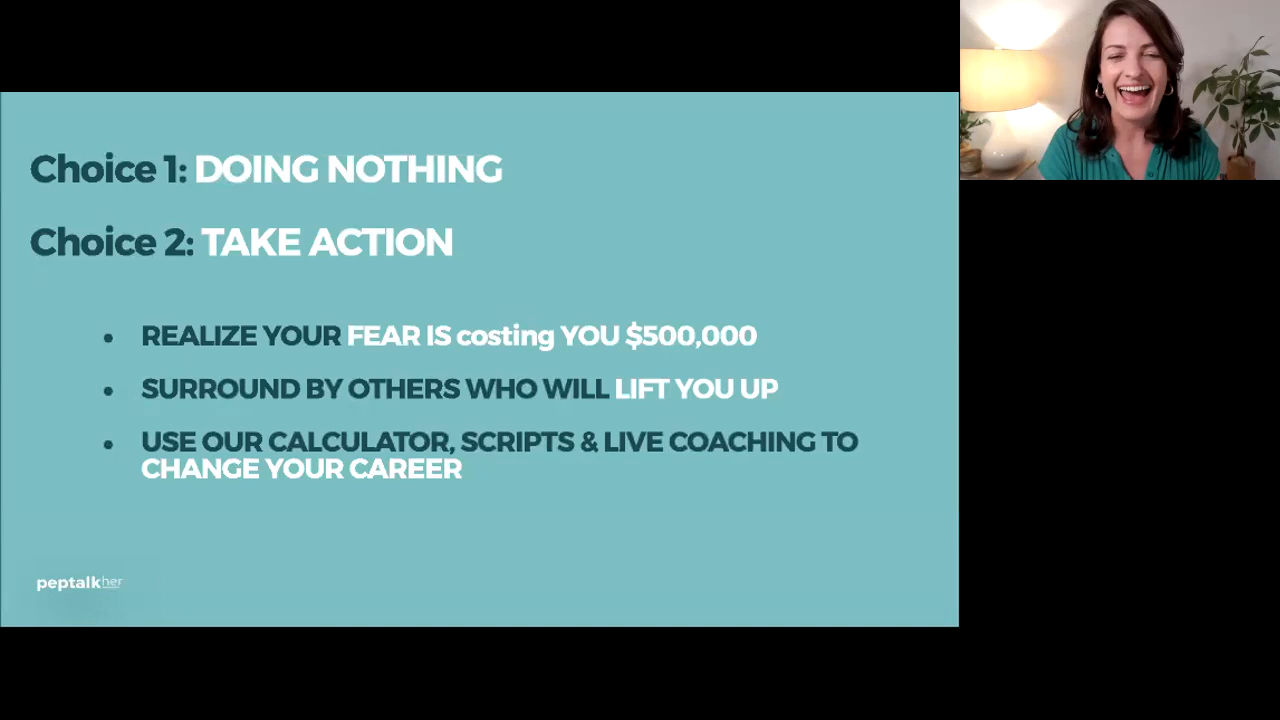 Choice 1: DOING NOTHING
Choice 2: TAKE ACTION
• REALIZE YOUR FEAR IS costing YOU $500,000
• SURROUND BY OTHERS WHO WILL LIFT YOU UP
• USE OUR CALCULATOR, SCRIPTS & LIVE COACHING TO
CHANGE YOUR CAREER
peptalkher